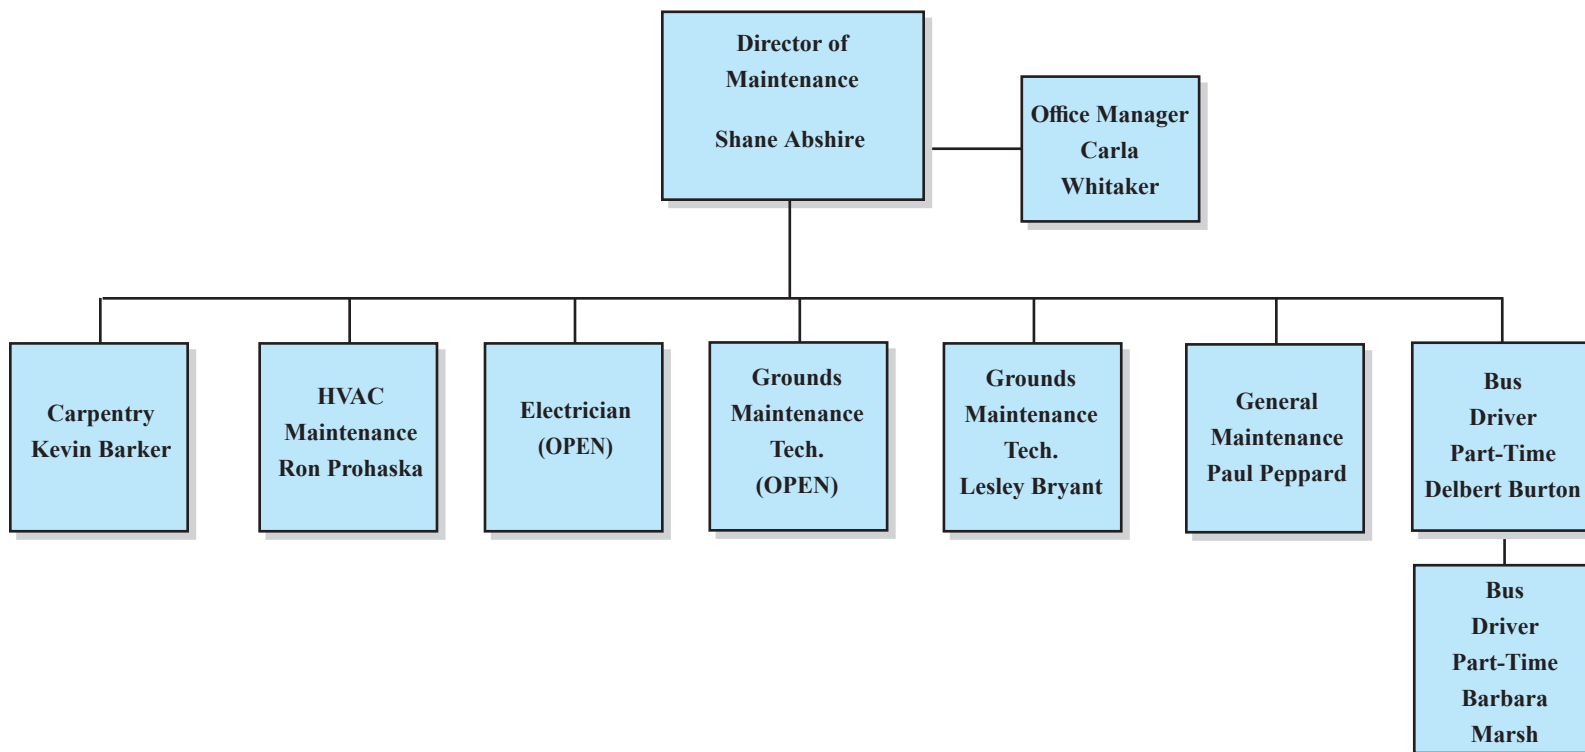 Director of
Maintenance
Shane Abshire
Office Manager
Carla
Whitaker
Carpentry
Kevin Barker
HVAC
Maintenance
Ron Prohaska
Electrician
(OPEN)
Grounds
Maintenance
Tech.
(OPEN)
Grounds
Maintenance
Tech.
Lesley Bryant
General
Maintenance
Paul Peppard
Bus
Driver
Part-Time
Delbert Burton
Bus
Driver
Part-Time
Barbara
Marsh